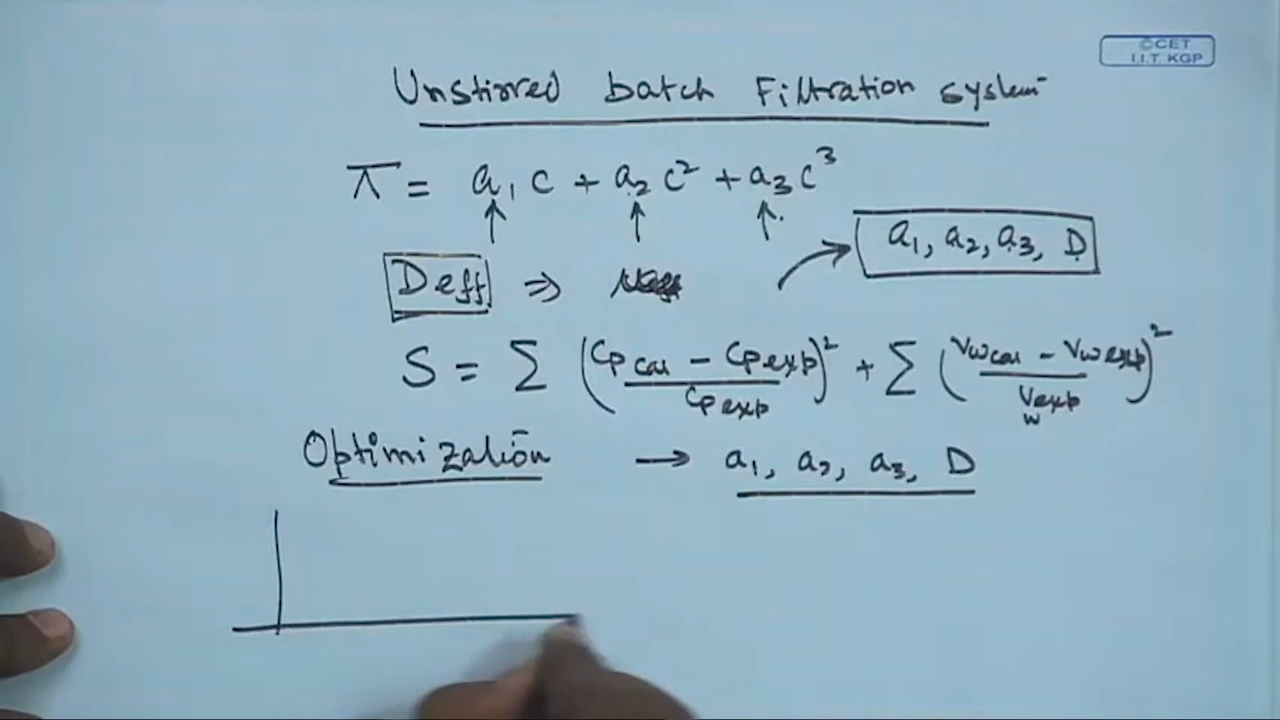 ©CET
I.I.T. KGP
Unstirred batch Filtration system
π = a₁ c + a₂ c² + a₃ c³
a₁, a₂, a₃, D
Deff ⇒
S = Σ (Cp cal − Cp exp / Cp exp)² + Σ (Vw cal − Vw exp / Vw exp)²
Optimization → a₁, a₂, a₃, D